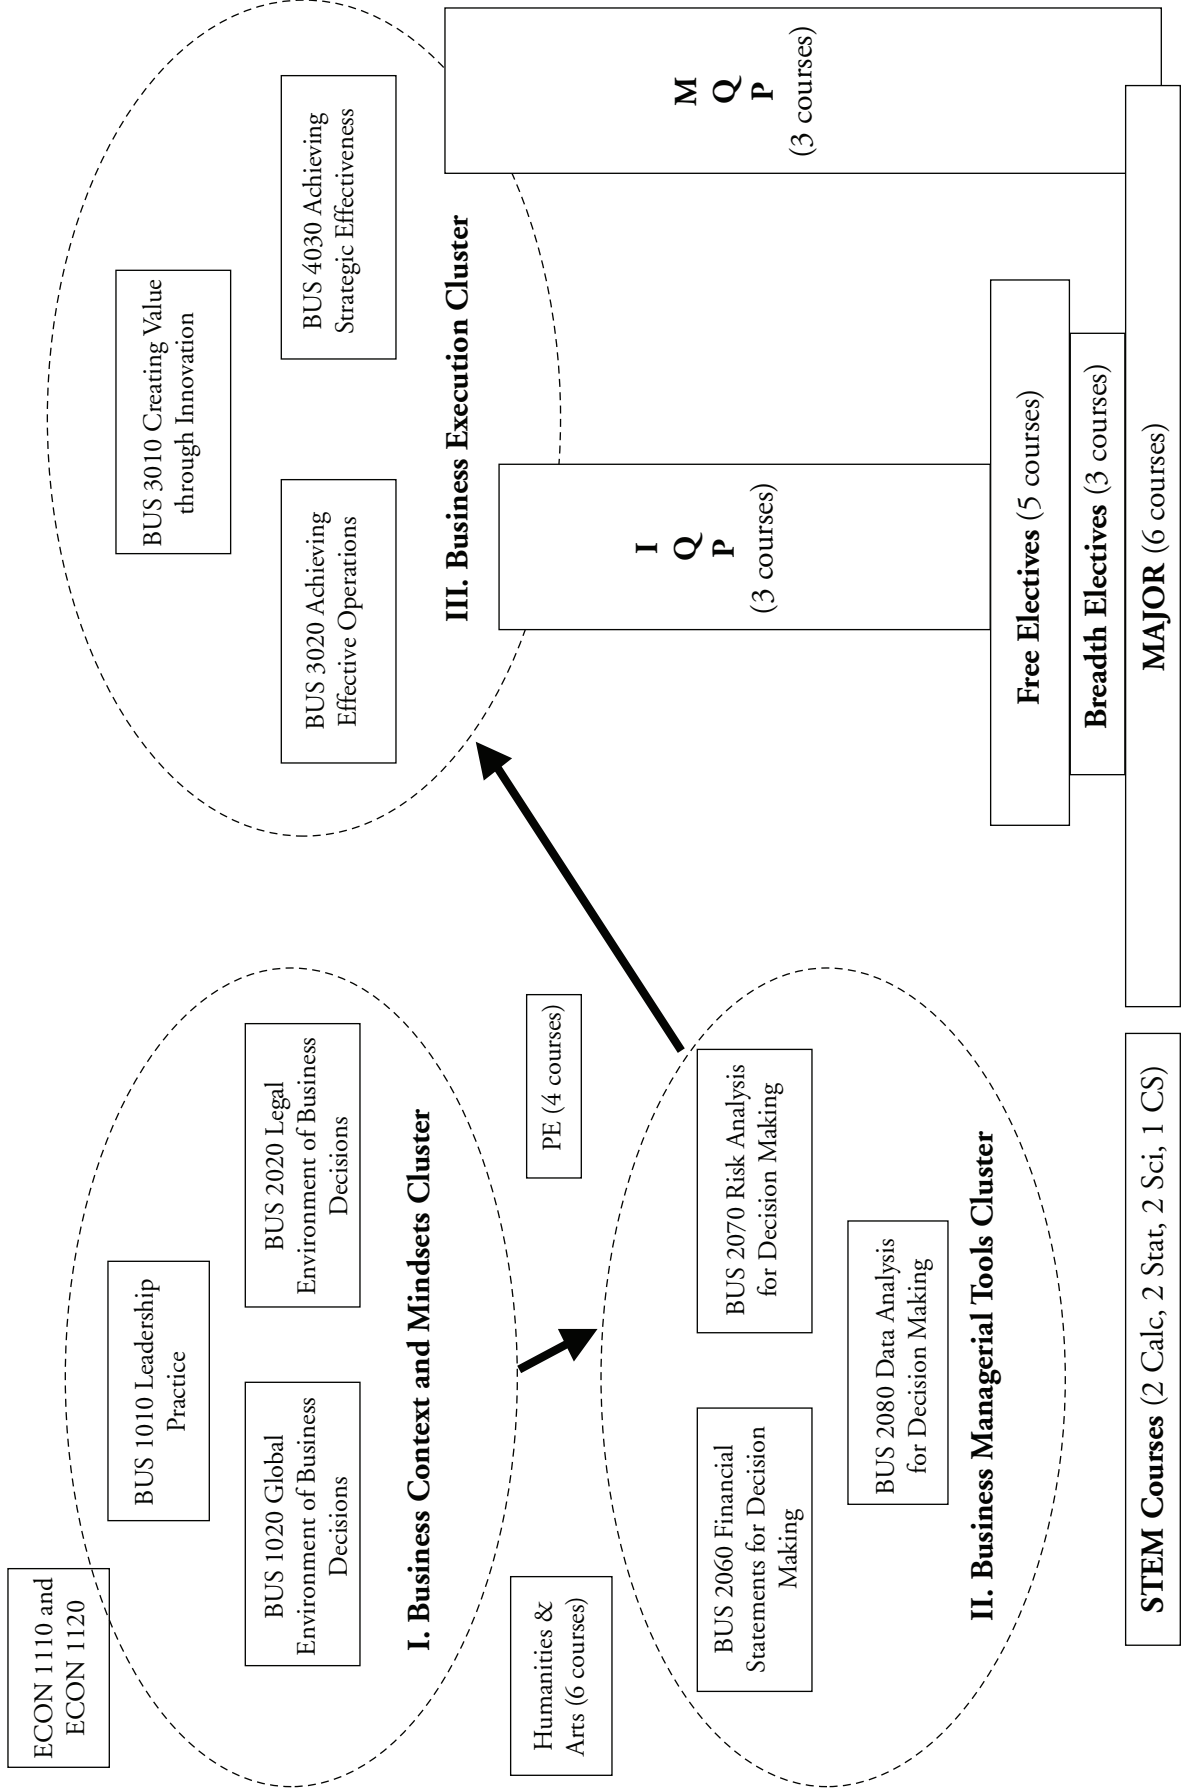 ECON 1110 and
ECON 1120
BUS 1010 Leadership
Practice
BUS 1020 Global
Environment of Business
Decisions
BUS 2020 Legal
Environment of Business
Decisions
I. Business Context and Mindsets Cluster
Humanities &
Arts (6 courses)
PE (4 courses)
BUS 2060 Financial
Statements for Decision
Making
BUS 2070 Risk Analysis
for Decision Making
BUS 2080 Data Analysis
for Decision Making
II. Business Managerial Tools Cluster
STEM Courses (2 Calc, 2 Stat, 2 Sci, 1 CS)
BUS 3010 Creating Value
through Innovation
BUS 3020 Achieving
Effective Operations
BUS 4030 Achieving
Strategic Effectiveness
III. Business Execution Cluster
I
Q
P
(3 courses)
M
Q
P
(3 courses)
Free Electives (5 courses)
Breadth Electives (3 courses)
MAJOR (6 courses)